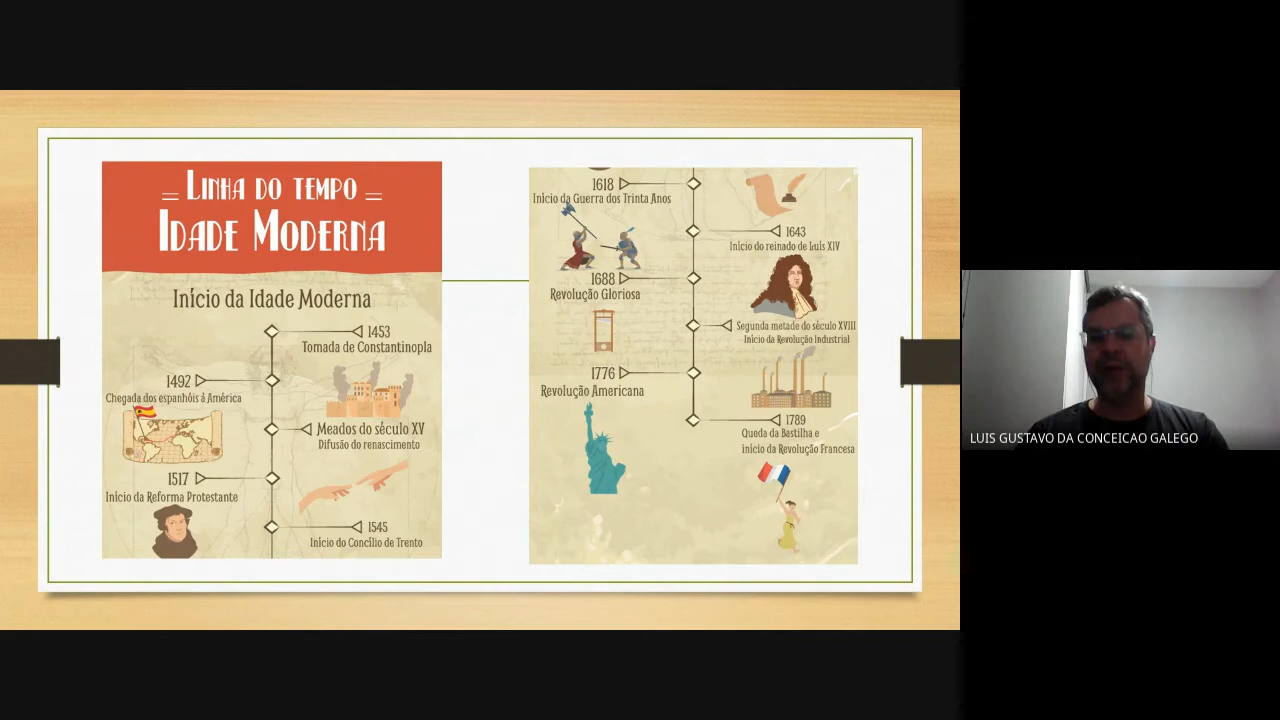 LINHA DO TEMPO
IDADE MODERNA
Início da Idade Moderna
1453
Tomada de Constantinopla
1492
Chegada dos espanhóis à América
Meados do século XV
Difusão do renascimento
1517
Início da Reforma Protestante
1545
Início do Concílio de Trento
1618
Início da Guerra dos Trinta Anos
1643
Início do reinado de Luís XIV
1688
Revolução Gloriosa
Segunda metade do século XVIII
Início da Revolução Industrial
1776
Revolução Americana
1789
Queda da Bastilha e
início da Revolução Francesa
LUIS GUSTAVO DA CONCEICAO GALEGO